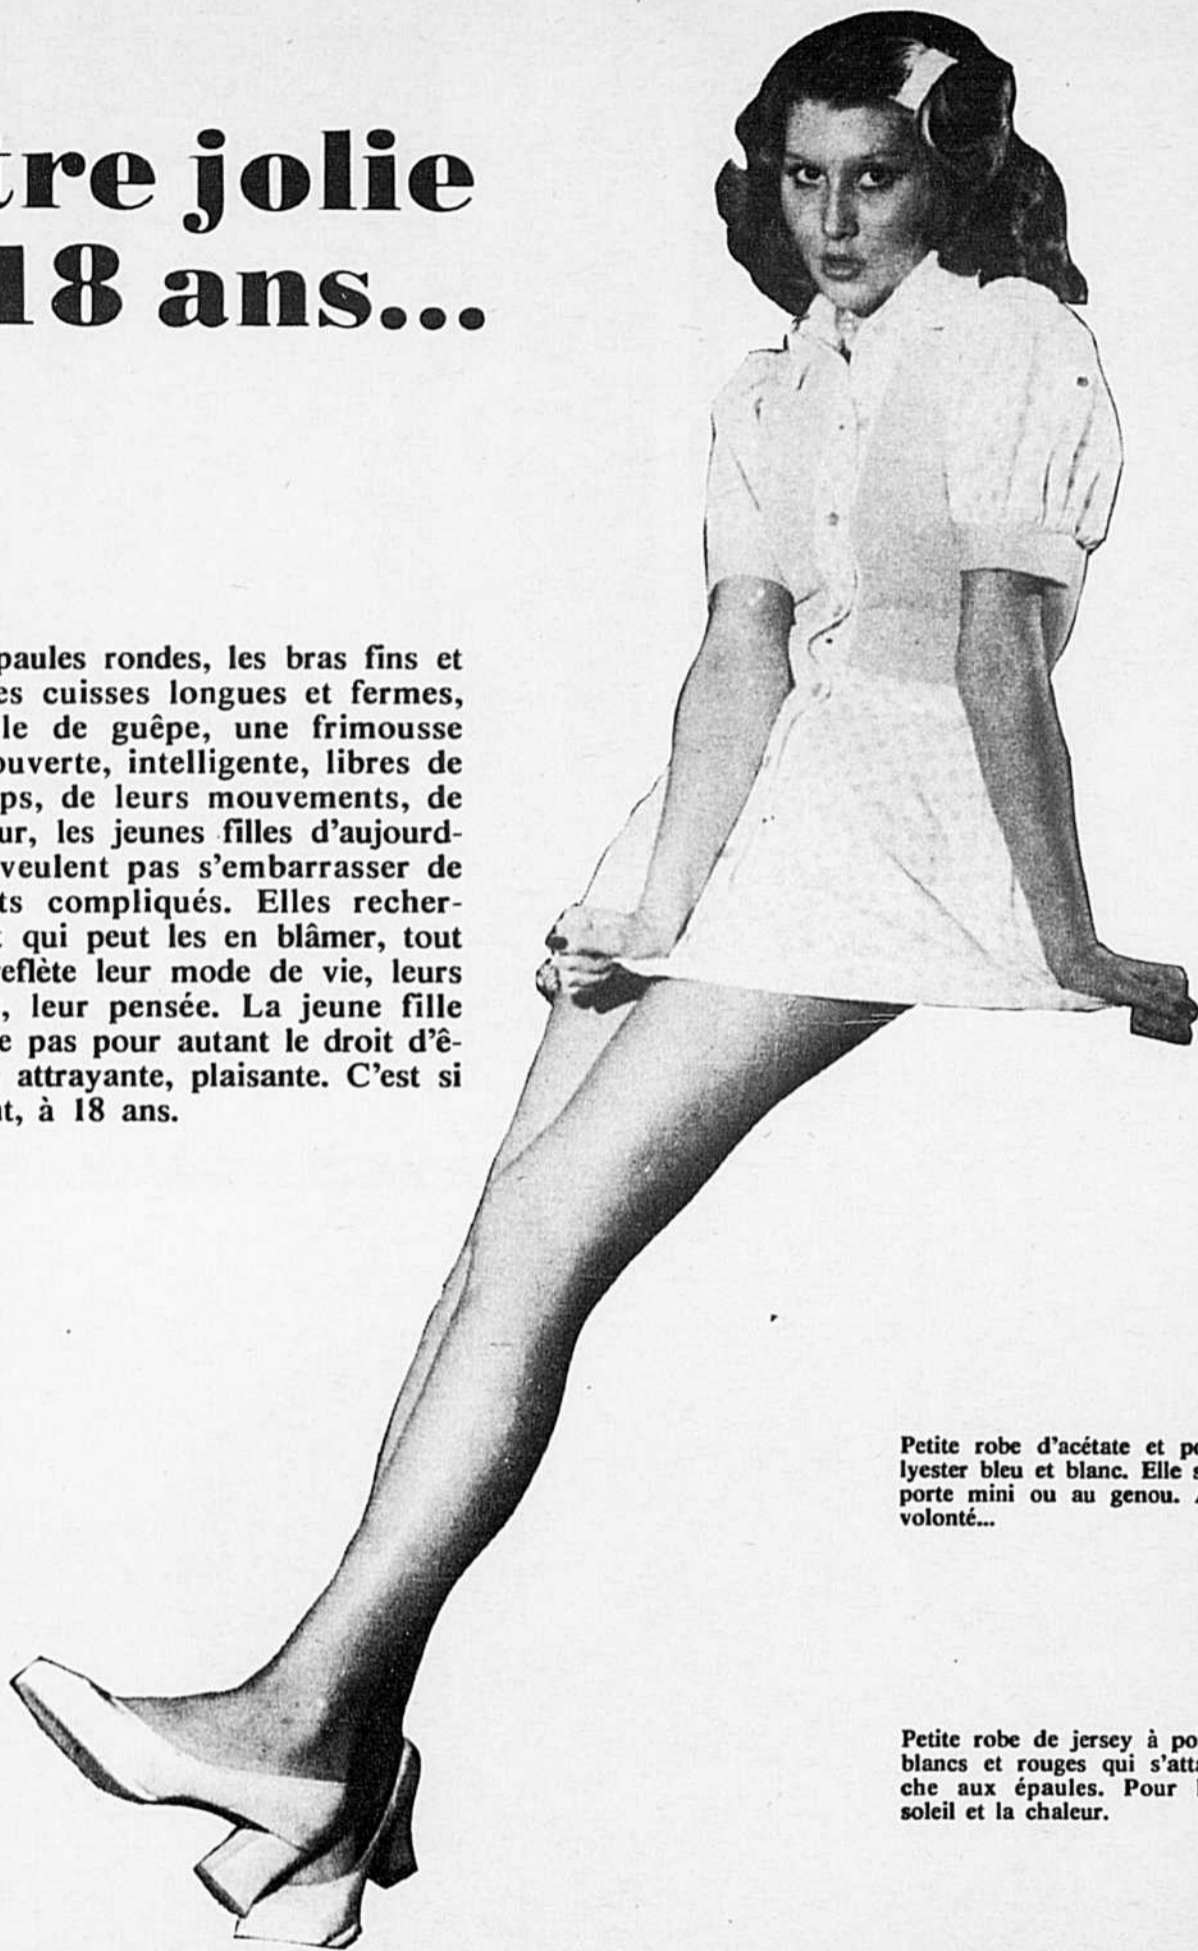 tre jolie
18 ans...
paules rondes, les bras fins et
es cuisses longues et fermes,
le de guêpe, une frimousse
ouverte, intelligente, libres de
ps, de leurs mouvements, de
ur, les jeunes filles d'aujourd-
veulent pas s'embarrasser de
ts compliqués. Elles recher-
t qui peut les en blâmer, tout
reflète leur mode de vie, leurs
, leur pensée. La jeune fille
e pas pour autant le droit d'ê-
attrayante, plaisante. C'est si
nt, à 18 ans.
Petite robe d'acétate et po
lyester bleu et blanc. Elle s
porte mini ou au genou. A
volonté...
Petite robe de jersey à po
blancs et rouges qui s'atta
che aux épaules. Pour l
soleil et la chaleur.